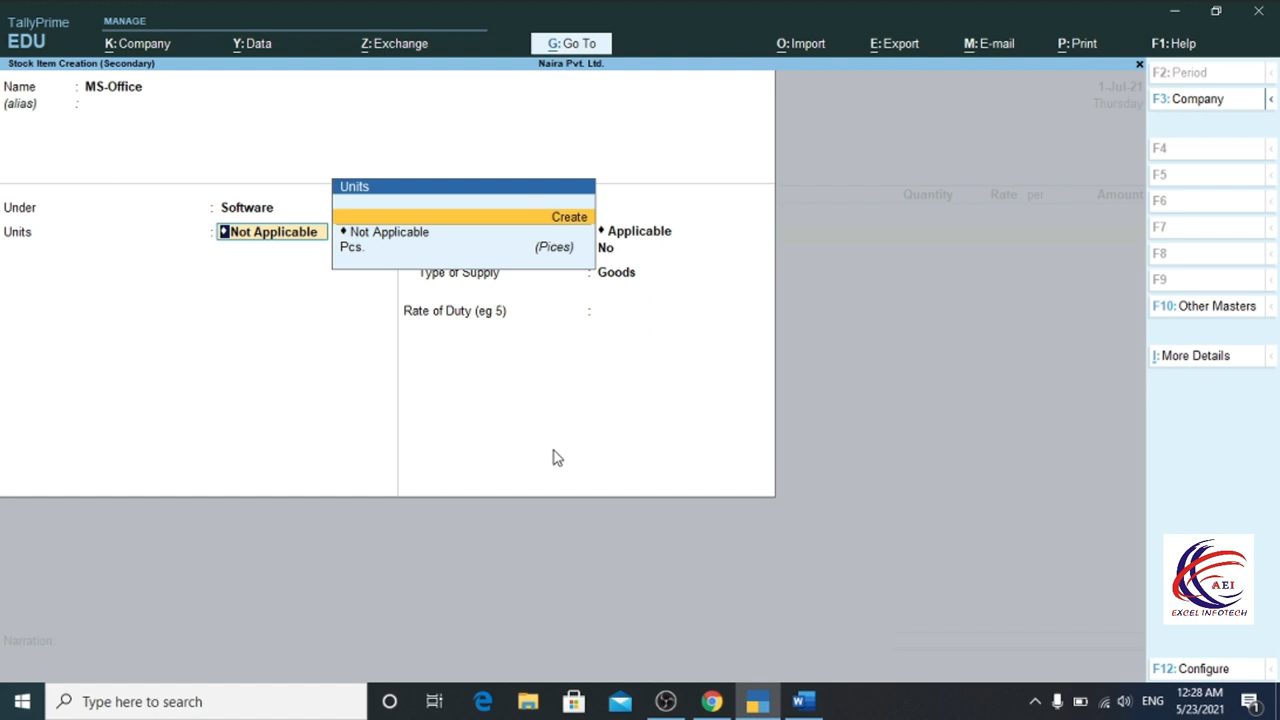 TallyPrime
EDU
MANAGE
K: Company
Y: Data
Z: Exchange
G: Go To
O: Import
E: Export
M: E-mail
P: Print
F1: Help
Stock Item Creation (Secondary)
Naira Pvt. Ltd.
Name : MS-Office
(alias) :
1-Jul-21
Thursday
Quantity Rate per Amount
Under : Software
Units : Not Applicable
Units
Create
Not Applicable
Pcs. (Pices)
Applicable
No
Type of Supply : Goods
Rate of Duty (eg 5) :
Narration
F2: Period
F3: Company
F4
F5
F6
F7
F8
F9
F10: Other Masters
I: More Details
AEI
EXCEL INFOTECH
F12: Configure
Type here to search
ENG
12:28 AM
5/23/2021
1